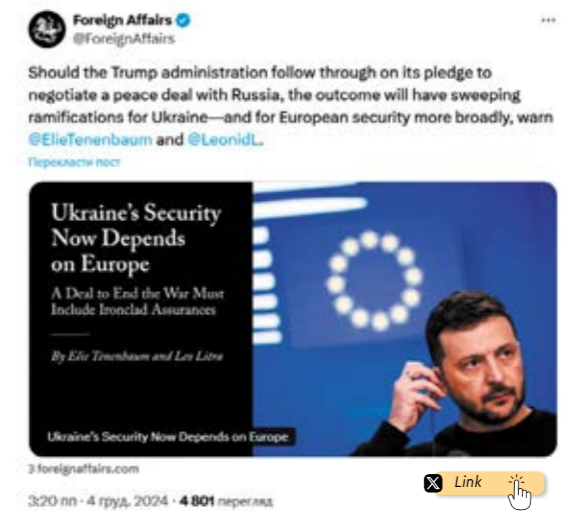 Foreign Affairs
@ForeignAffairs
Should the Trump administration follow through on its pledge to
negotiate a peace deal with Russia, the outcome will have sweeping
ramifications for Ukraine—and for European security more broadly, warn
@ElieTenenbaum and @LeonidL.
Перекласти пост
Ukraine's Security
Now Depends
on Europe
A Deal to End the War Must
Include Ironclad Assurances
By Elie Tenenbaum and Leo Litra
Ukraine's Security Now Depends on Europe
З foreignaffairs.com
3:20 пп · 4 груд. 2024 · 4 801 перегляд
Link